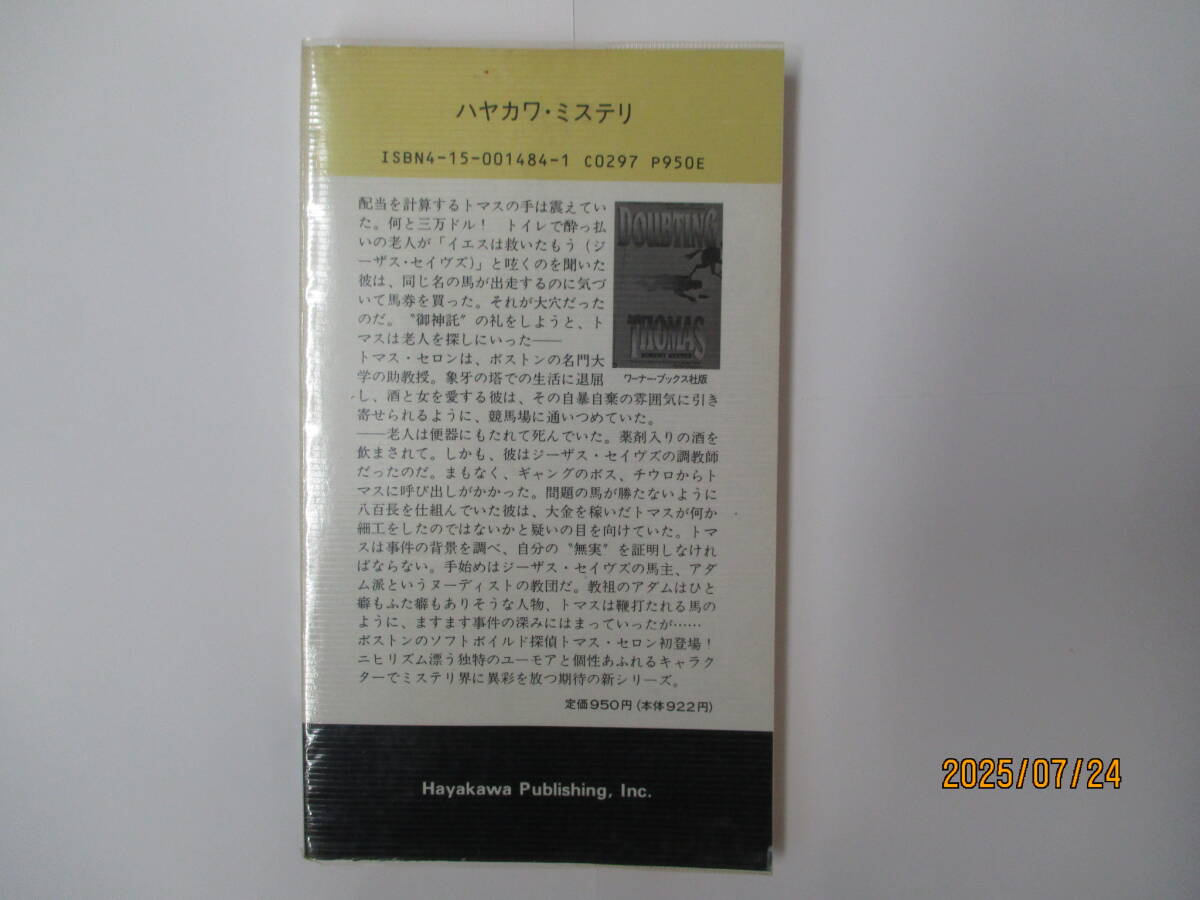 ハヤカワ・ミステリ
ISBN4-15-001484-1 C0297 P950E
配当を計算するトマスの手は震えてい
た。何と三万ドル！　トイレで酔っ払
いの老人が「イエスは救いたもう（ジ
ーザス・セイヴズ）」と呟くのを聞いた
彼は、同じ名の馬が出走するのに気づ
いて馬券を買った。それが大穴だった
のだ。〝御神託〟の礼をしようと、ト
マスは老人を探しにいった――
トマス・セロンは、ボストンの名門大
学の助教授。象牙の塔での生活に退屈
し、酒と女を愛する彼は、その自暴自棄の雰囲気に引き
寄せられるように、競馬場に通いつめていた。
――老人は便器にもたれて死んでいた。薬剤入りの酒を
飲まされて。しかも、彼はジーザス・セイヴズの調教師
だったのだ。まもなく、ギャングのボス、チウロからト
マスに呼び出しがかかった。問題の馬が勝たないように
八百長を仕組んでいた彼は、大金を稼いだトマスが何か
細工をしたのではないかと疑いの目を向けていた。トマ
スは事件の背景を調べ、自分の〝無実〟を証明しなけれ
ばならない。手始めはジーザス・セイヴズの馬主、アダ
ム派というヌーディストの教団だ。教祖のアダムはひと
癖もふた癖もありそうな人物、トマスは鞭打たれる馬の
ように、ますます事件の深みにはまっていったが……
ボストンのソフトボイルド探偵トマス・セロン初登場！
ニヒリズム漂う独特のユーモアと個性あふれるキャラク
ターでミステリ界に異彩を放つ期待の新シリーズ。
DOUBTING
THOMAS
ROBERT REEVES
ワーナー・ブックス社版
定価950円（本体922円）
Hayakawa Publishing, Inc.
2025/07/24